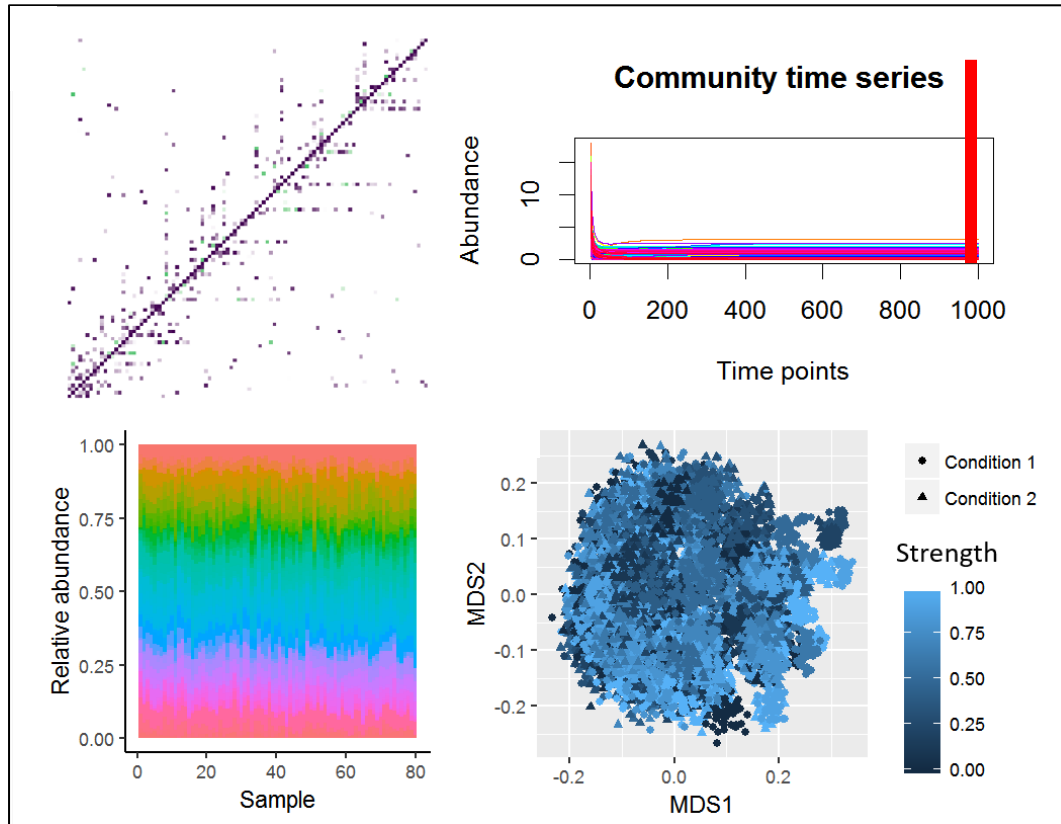 Community time series
Abundance
10
0
0 200 400 600 800 1000
Time points
1.00
0.75
0.50
0.25
0.00
Relative abundance
0 20 40 60 80
Sample
0.2
0.1
0.0
-0.1
-0.2
MDS2
-0.2 0.0 0.2
MDS1
Condition 1
Condition 2
Strength
1.00
0.75
0.50
0.25
0.00